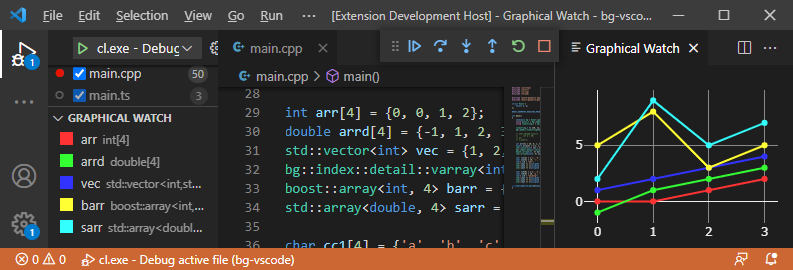 File Edit Selection ··· [Extension Development Host] - Graphical Watch - bg-vsco...
cl.exe - Debug
main.cpp 50
main.ts 3
GRAPHICAL WATCH
arr int[4]
arrd double[4]
vec std::vector<int,st...
barr boost::array<int,...
sarr std::array<doubl...
main.cpp
main.cpp > main()
28
29 int arr[4] = {0, 0, 1, 2};
30 double arrd[4] = {-1, 1, 2, 3
31 std::vector<int> vec = {1, 2,
32 bg::index::detail::varray<int
33 boost::array<int, 4> barr = {
34 std::array<double, 4> sarr =
35
36 char cc1[4] = {'a', 'b', 'c'
Graphical Watch
5
0
0 1 2 3
1
1
0 0 cl.exe - Debug active file (bg-vscode)